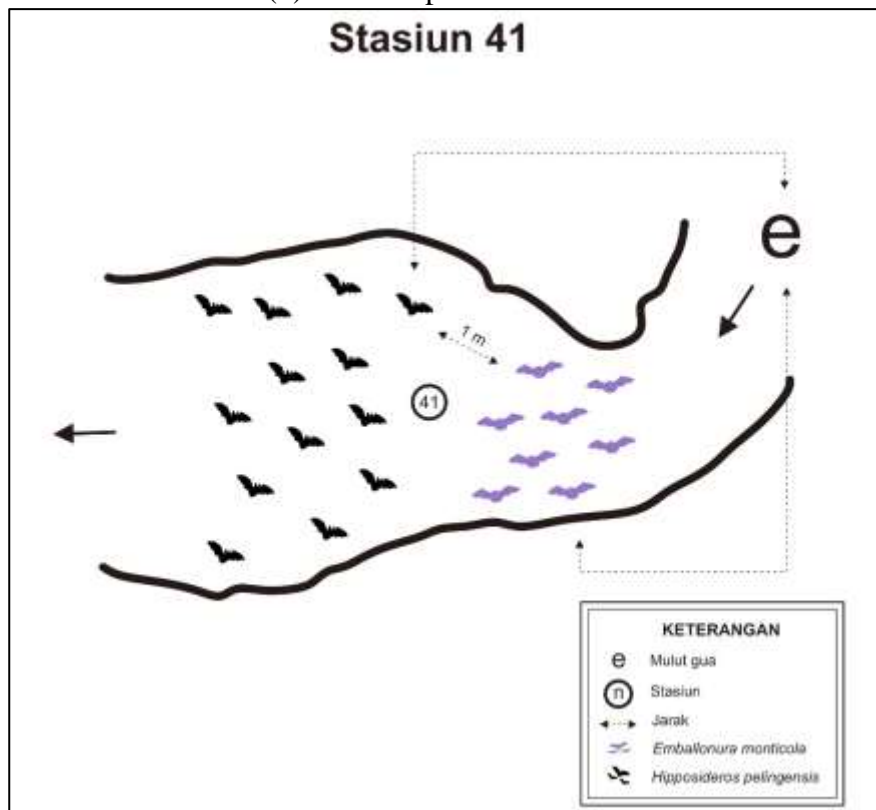 Stasiun 41
e
1 m
41
KETERANGAN
e Mulut gua
n Stasiun
Jarak
Emballonura monticola
Hipposideros pelingensis